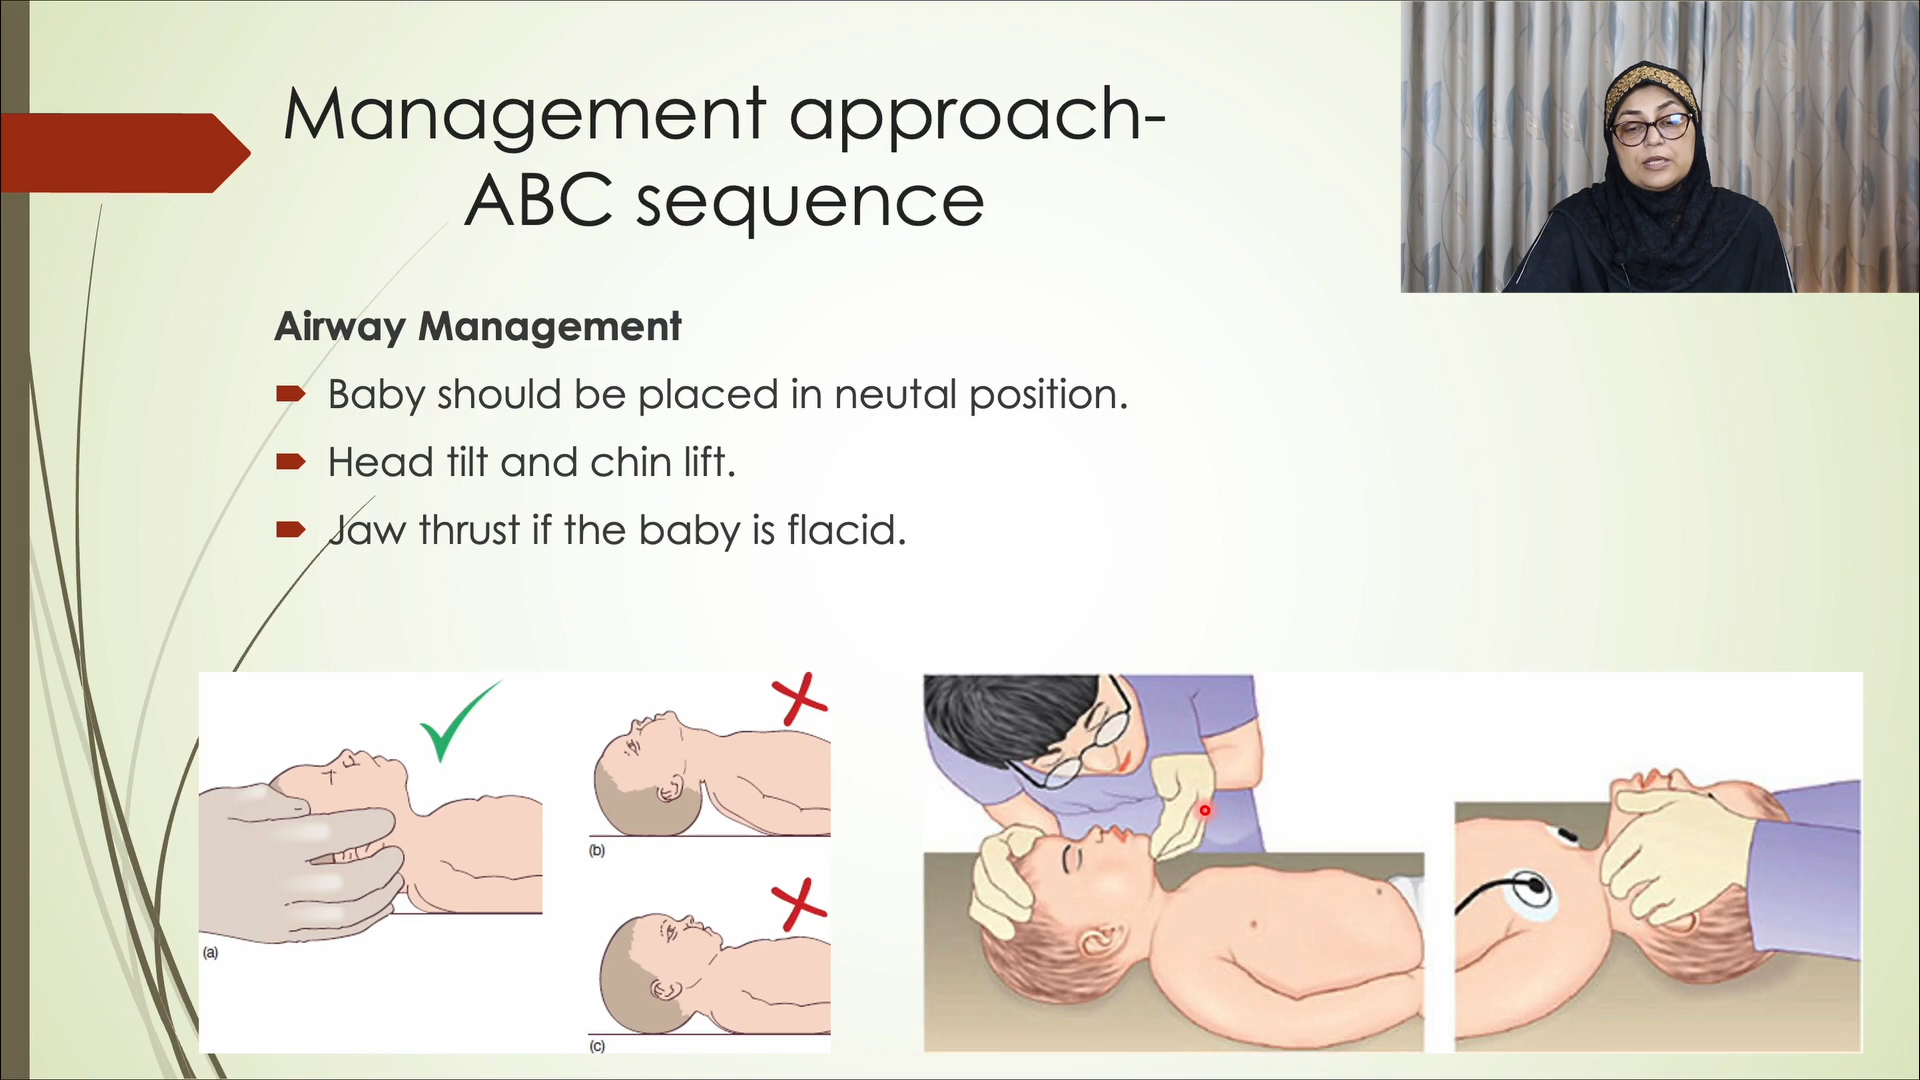 Management approach-
ABC sequence
Airway Management
Baby should be placed in neutal position.
Head tilt and chin lift.
Jaw thrust if the baby is flacid.
(a)
(b)
(c)